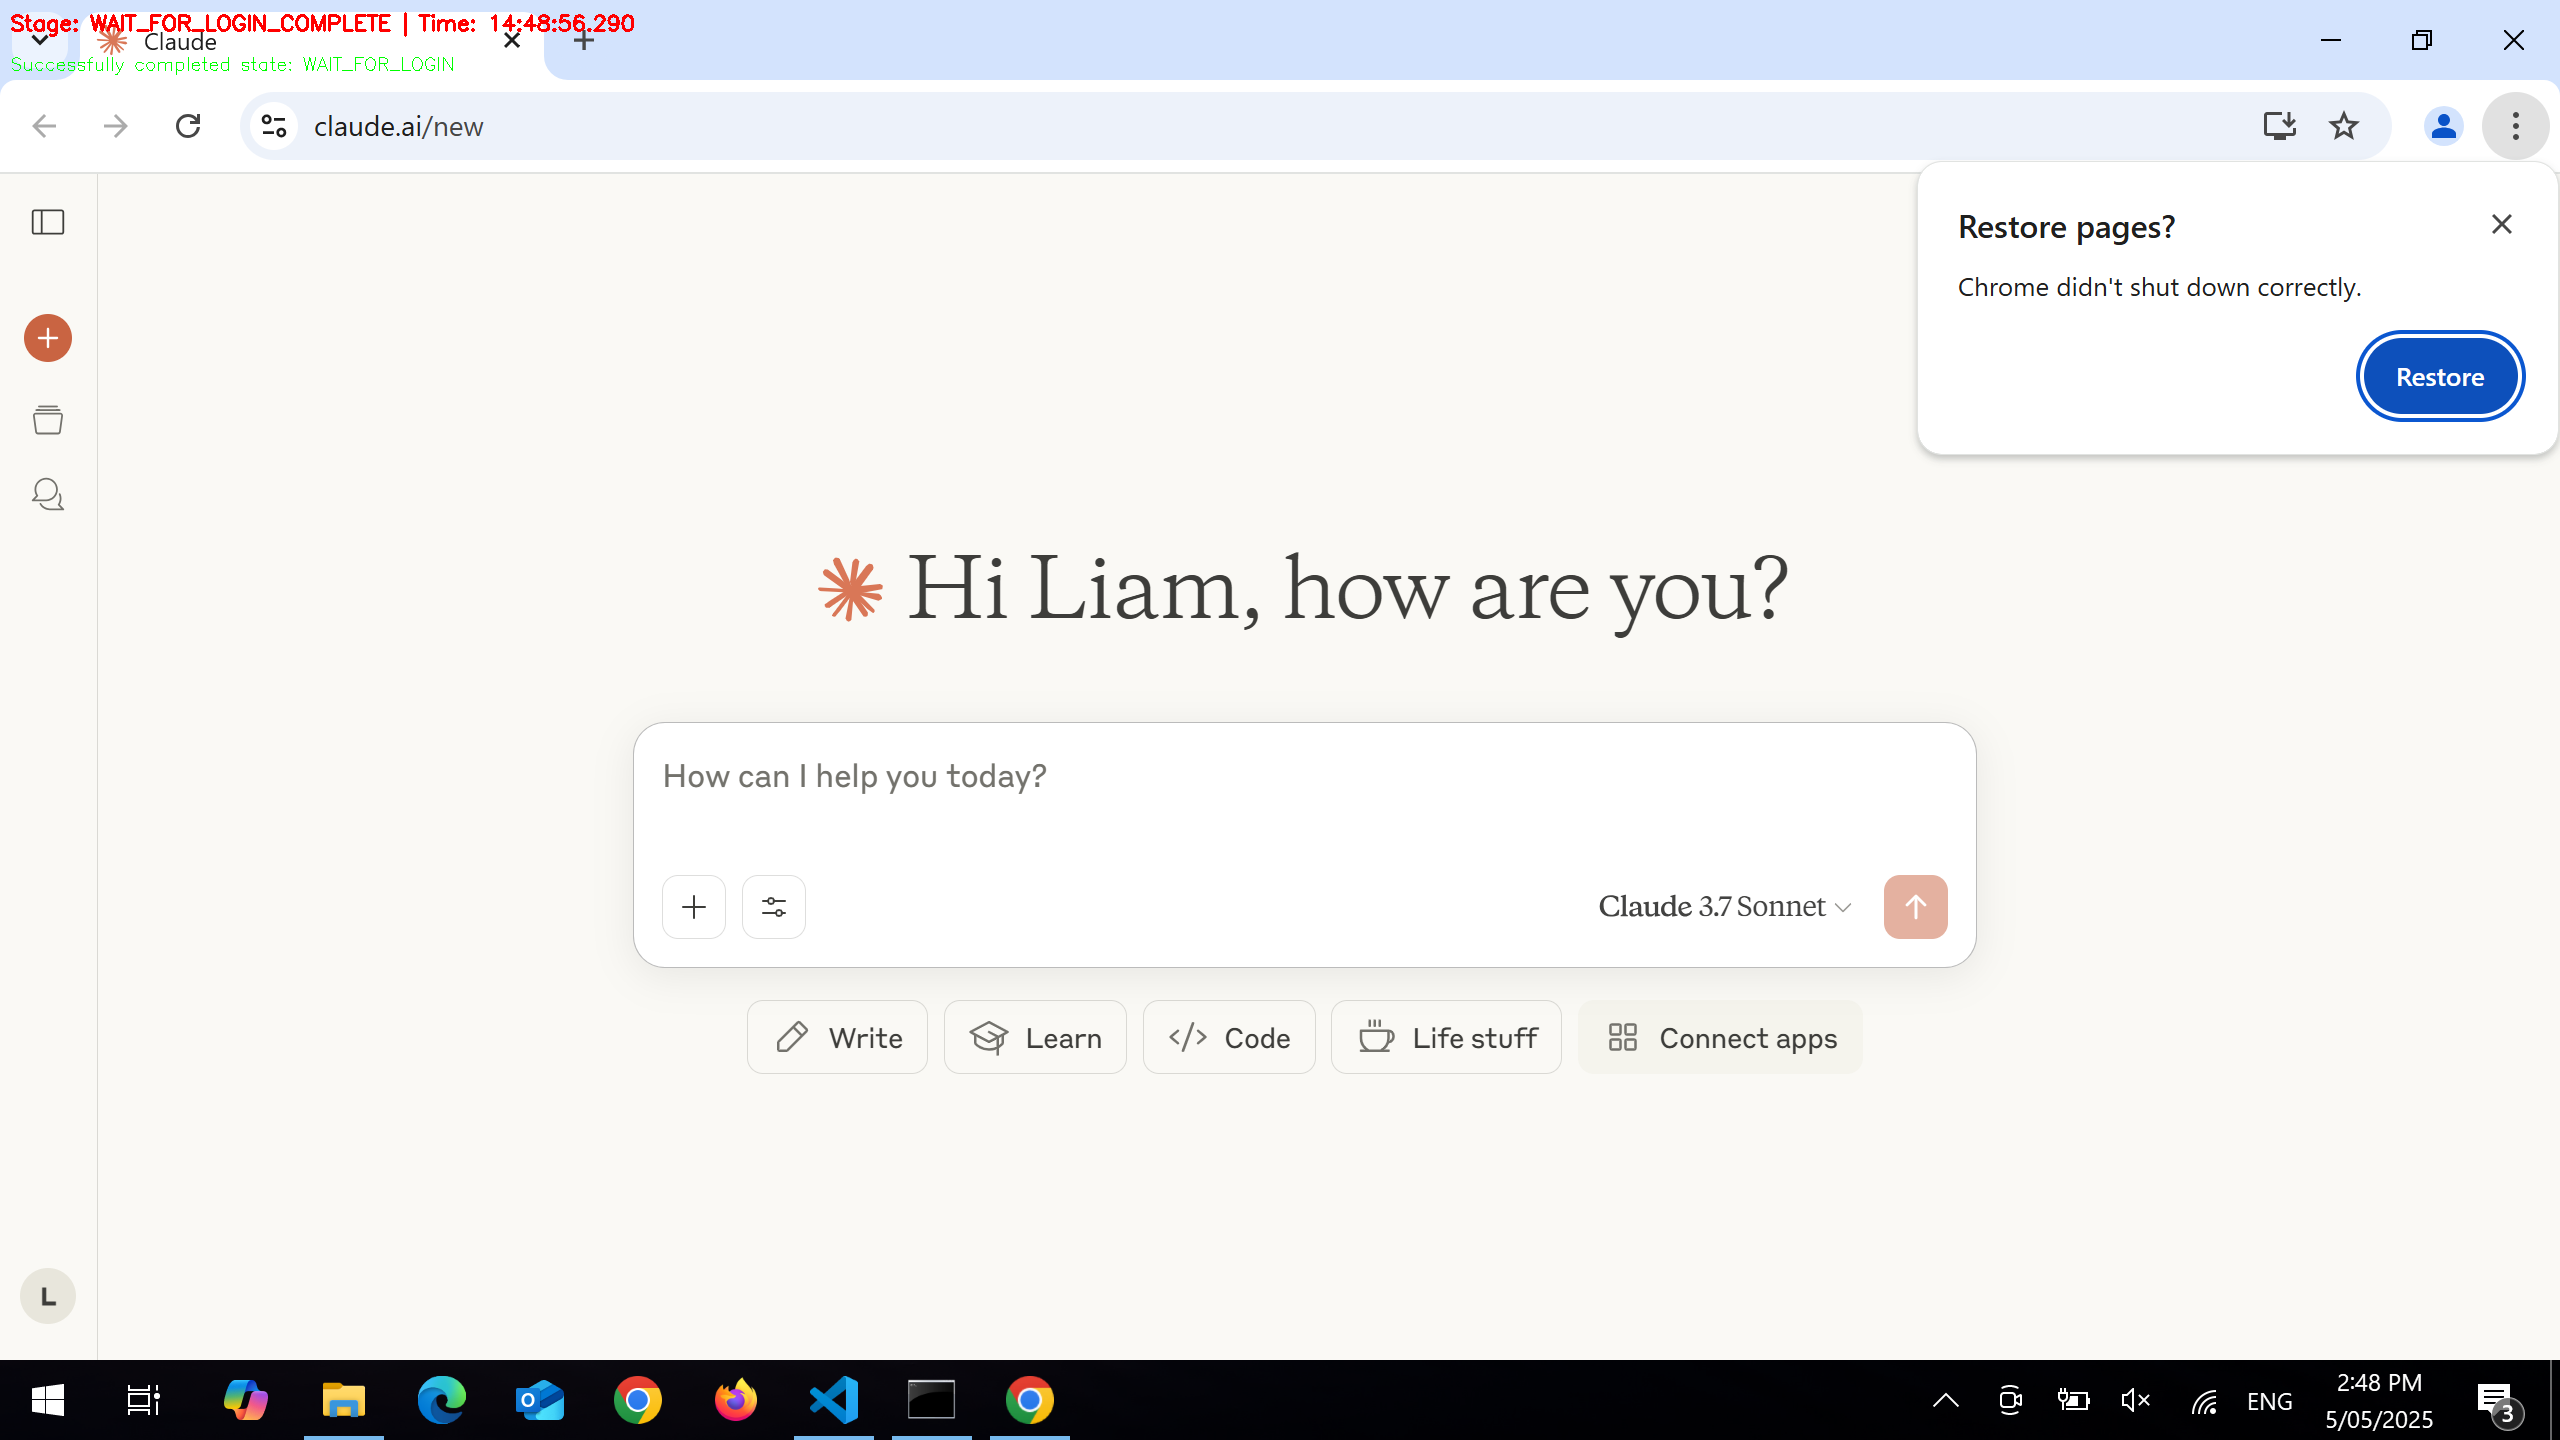 Stage: WAIT_FOR_LOGIN_COMPLETE | Time: 14:48:56.290
Claude
Successfully completed state: WAIT_FOR_LOGIN
claude.ai/new
Restore pages?
Chrome didn't shut down correctly.
Restore
Hi Liam, how are you?
How can I help you today?
Claude 3.7 Sonnet
Write
Learn
Code
Life stuff
Connect apps
L
ENG
2:48 PM
5/05/2025
3